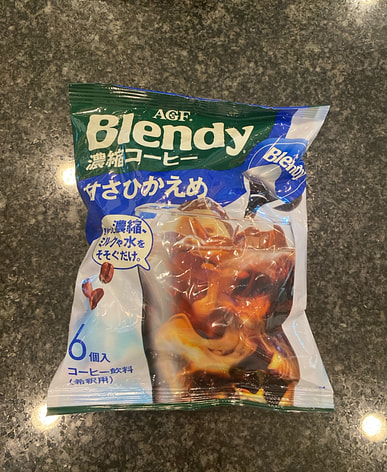 AGF
Blendy
濃縮コーヒー
甘さひかえめ
Blendy
濃縮、
ミルクや水を
そそぐだけ。
6個入
コーヒー飲料
(希釈用)